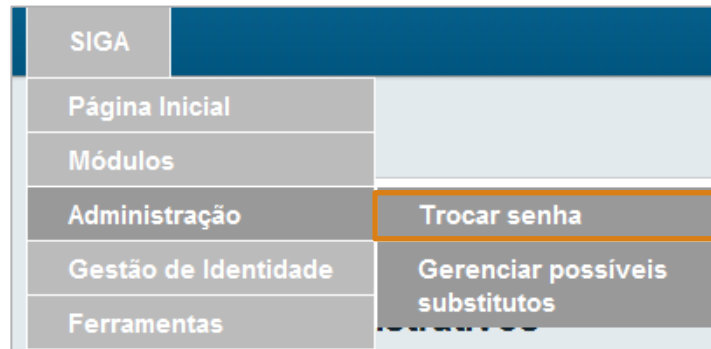 SIGA
Página Inicial
Módulos
Administração
Trocar senha
Gestão de Identidade
Gerenciar possíveis
substitutos
Ferramentas